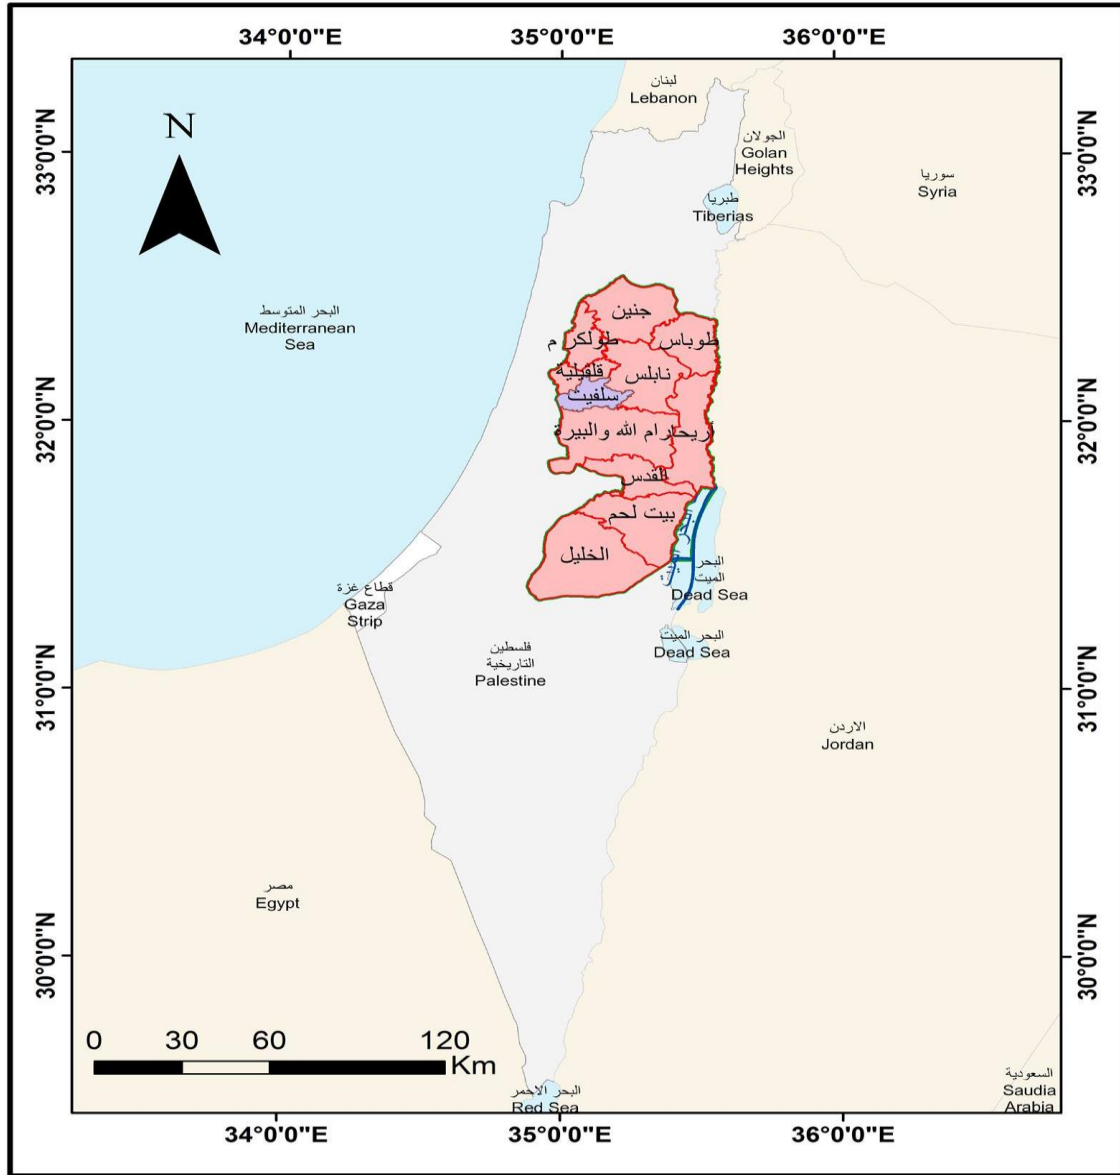 34°0'0"E 35°0'0"E 36°0'0"E
لبنان
Lebanon
33°0'0"N
33°0'0"N
N
الجولان
Golan
Heights
سوريا
Syria
طبريا
Tiberias
البحر المتوسط
Mediterranean
Sea
جنين
طولكر م
طوباس
قلقيلية
نابلس
سلفيت
32°0'0"N
32°0'0"N
رام الله والبيرة
أريحا
القدس
بيت لحم
الخليل
البحر
الميت
Dead Sea
قطاع غزة
Gaza
Strip
البحر الميت
Dead Sea
فلسطين
التاريخية
Palestine
31°0'0"N
31°0'0"N
الاردن
Jordan
مصر
Egypt
30°0'0"N
30°0'0"N
0 30 60 120
Km
البحر الاحمر
Red Sea
السعودية
Saudia
Arabia
34°0'0"E 35°0'0"E 36°0'0"E